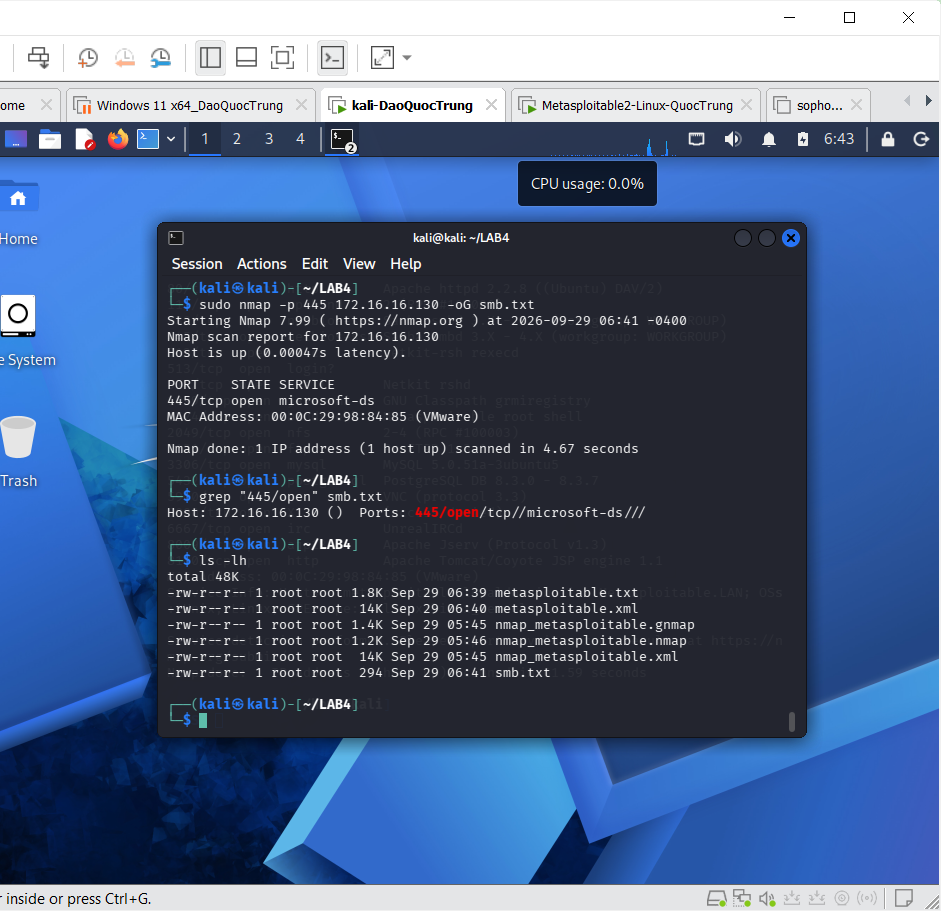 ome
Windows 11 x64_DaoQuocTrung
kali-DaoQuocTrung
Metasploitable2-Linux-QuocTrung
sopho...
1 2 3 4
2
6:43
CPU usage: 0.0%
Home
e System
Trash
kali@kali: ~/LAB4
Session Actions Edit View Help
┌──(kali㉿kali)-[~/LAB4]
└─$ sudo nmap -p 445 172.16.16.130 -oG smb.txt
Starting Nmap 7.99 ( https://nmap.org ) at 2026-09-29 06:41 -0400
Nmap scan report for 172.16.16.130
Host is up (0.00047s latency).
PORT    STATE SERVICE
445/tcp open  microsoft-ds
MAC Address: 00:0C:29:98:84:85 (VMware)
Nmap done: 1 IP address (1 host up) scanned in 4.67 seconds
┌──(kali㉿kali)-[~/LAB4]
└─$ grep "445/open" smb.txt
Host: 172.16.16.130 ()  Ports: 445/open/tcp//microsoft-ds///
┌──(kali㉿kali)-[~/LAB4]
└─$ ls -lh
total 48K
-rw-r--r-- 1 root root 1.8K Sep 29 06:39 metasploitable.txt
-rw-r--r-- 1 root root  14K Sep 29 06:40 metasploitable.xml
-rw-r--r-- 1 root root 1.4K Sep 29 05:45 nmap_metasploitable.gnmap
-rw-r--r-- 1 root root 1.2K Sep 29 05:46 nmap_metasploitable.nmap
-rw-r--r-- 1 root root  14K Sep 29 05:45 nmap_metasploitable.xml
-rw-r--r-- 1 root root  294 Sep 29 06:41 smb.txt
┌──(kali㉿kali)-[~/LAB4]
└─$
inside or press Ctrl+G.